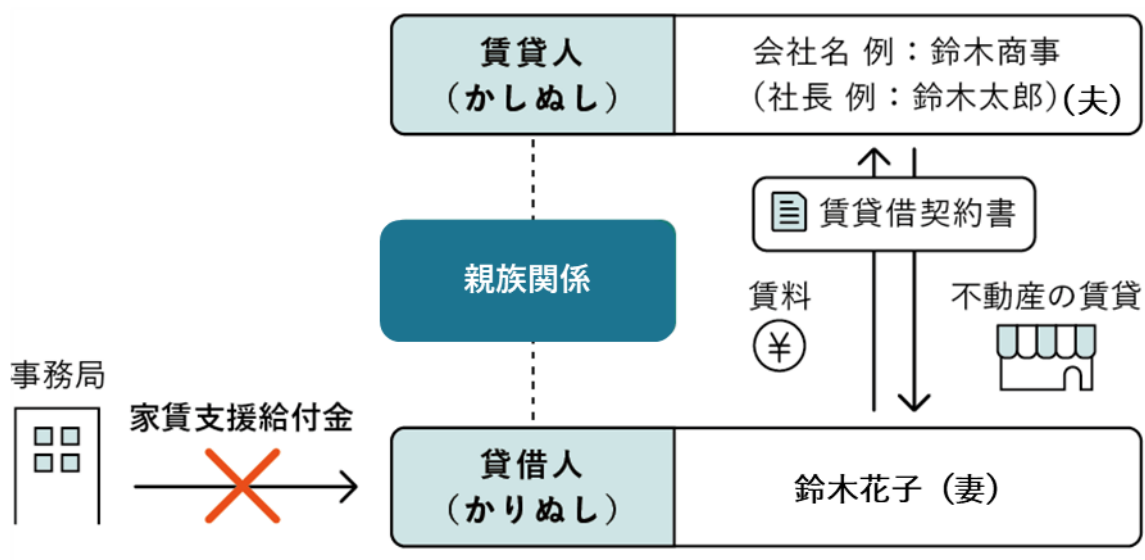 賃貸人
(かしぬし)
会社名 例：鈴木商事
(社長 例：鈴木太郎)(夫)
賃貸借契約書
親族関係
賃料
¥
不動産の賃貸
事務局
家賃支援給付金
貸借人
(かりぬし)
鈴木花子（妻）